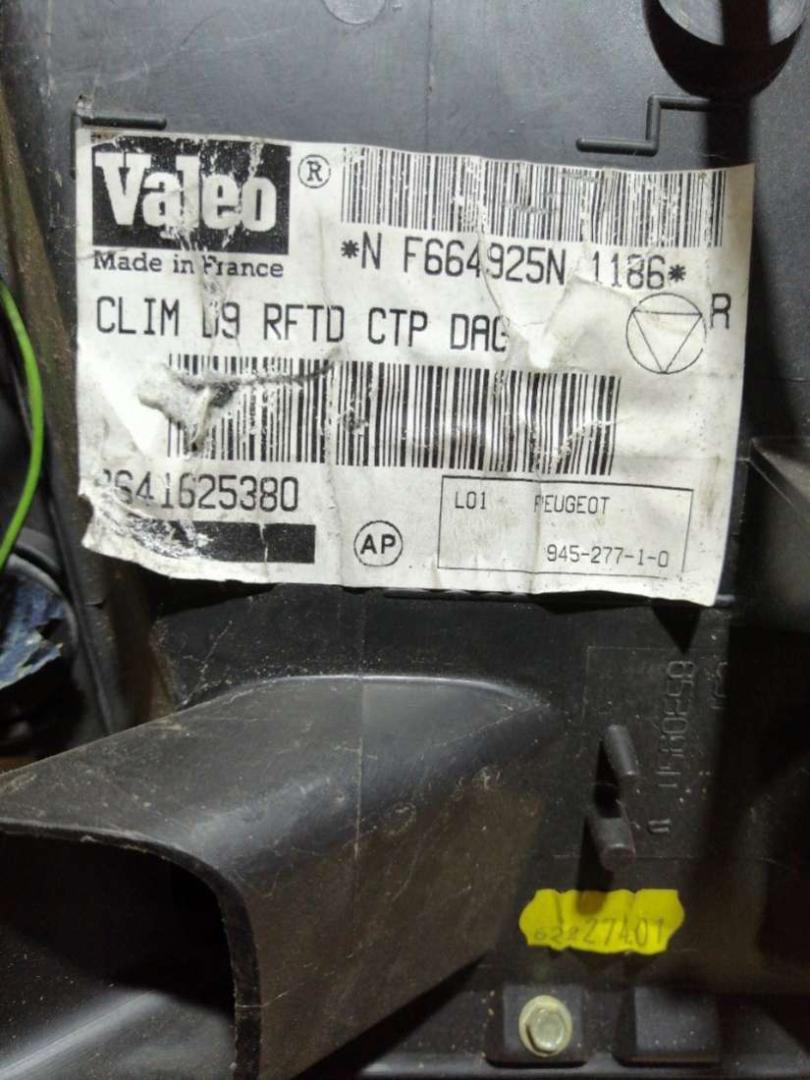 Valeo ®
*N F664925N 1186*
Made in France
CLIM D9 RFTD CTP DAG
R
9641625380
L01 PEUGEOT
AP
945-277-1-0
62227401